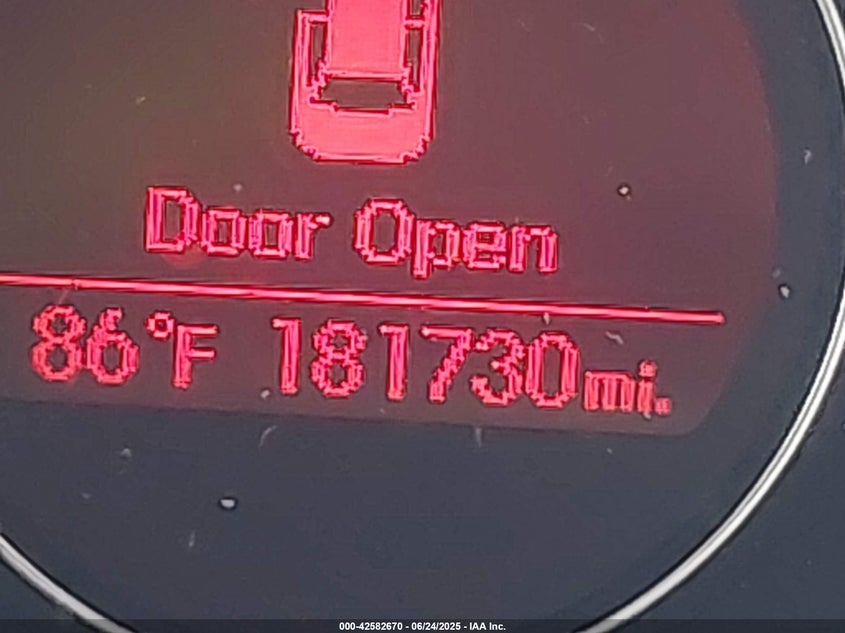 Door Open
86°F 181730mi.
000-42582670 - 06/24/2025 - IAA Inc.